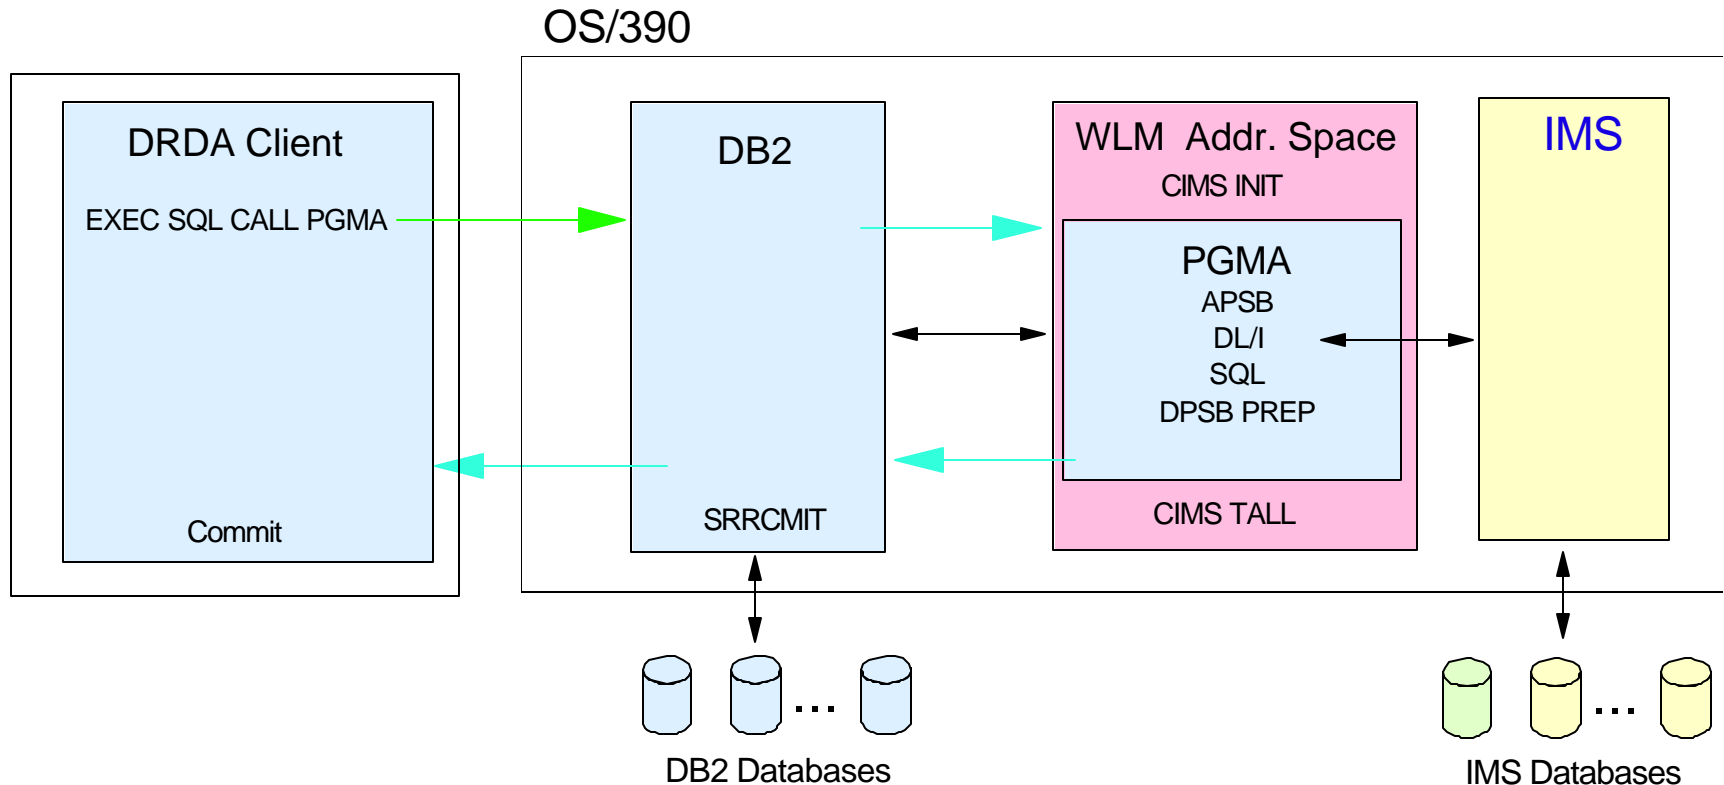 OS/390
DRDA Client
EXEC SQL CALL PGMA
Commit
DB2
SRRCMIT
WLM Addr. Space
CIMS INIT
PGMA
APSB
DL/I
SQL
DPSB PREP
CIMS TALL
IMS
...
DB2 Databases
...
IMS Databases